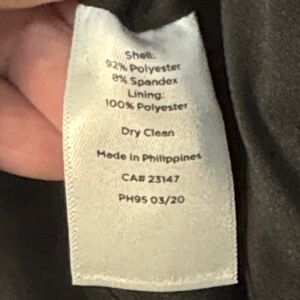 Shell:
92% Polyester
8% Spandex
Lining:
100% Polyester
Dry Clean
Made in Philippines
CA# 23147
PH95 03/20